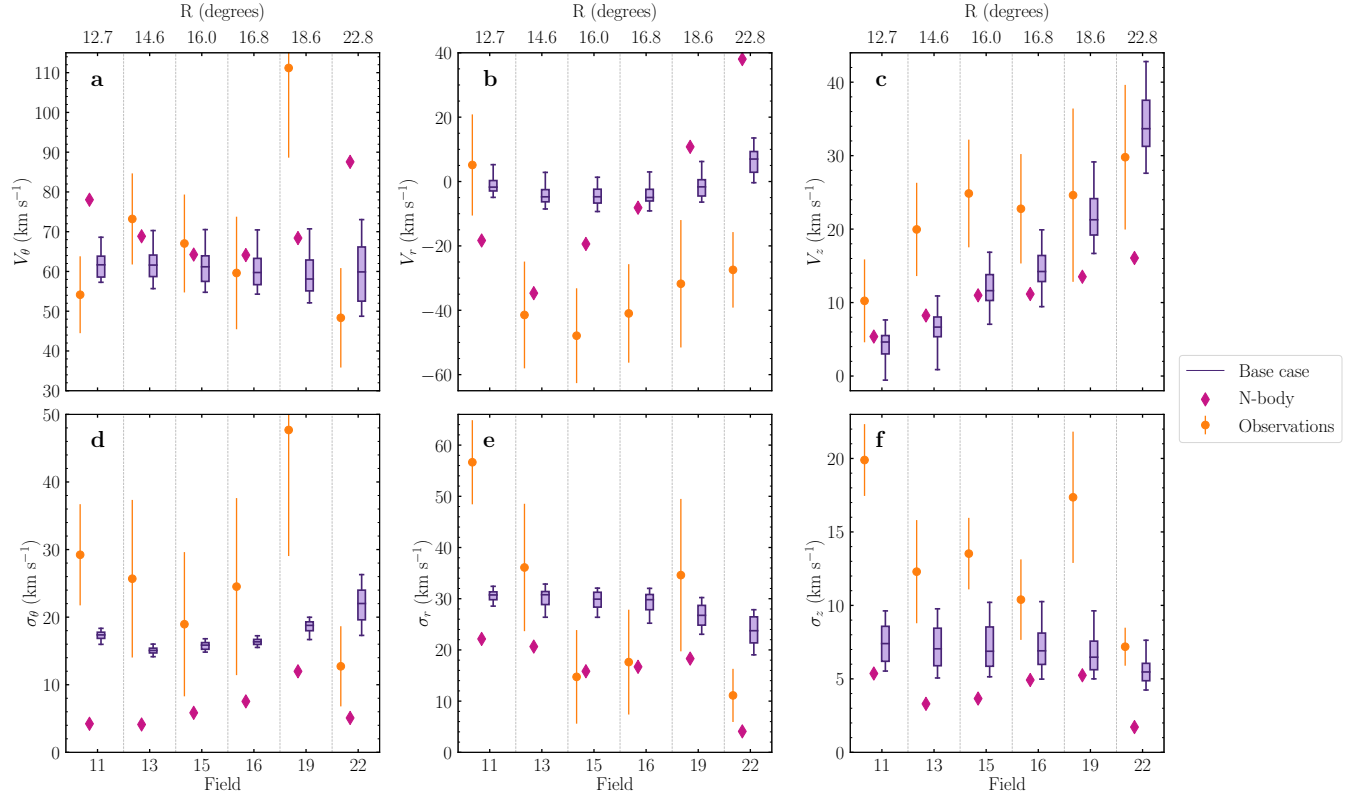 R (degrees)
12.7 14.6 16.0 16.8 18.6 22.8
R (degrees)
12.7 14.6 16.0 16.8 18.6 22.8
R (degrees)
12.7 14.6 16.0 16.8 18.6 22.8
a
110
100
90
80
70
60
50
40
30
V_θ (km s⁻¹)
b
40
20
0
−20
−40
−60
V_r (km s⁻¹)
c
40
30
20
10
0
V_z (km s⁻¹)
Base case
N-body
Observations
d
50
40
30
20
10
0
σ_θ (km s⁻¹)
11 13 15 16 19 22
Field
e
60
50
40
30
20
10
0
σ_r (km s⁻¹)
11 13 15 16 19 22
Field
f
20
15
10
5
0
σ_z (km s⁻¹)
11 13 15 16 19 22
Field